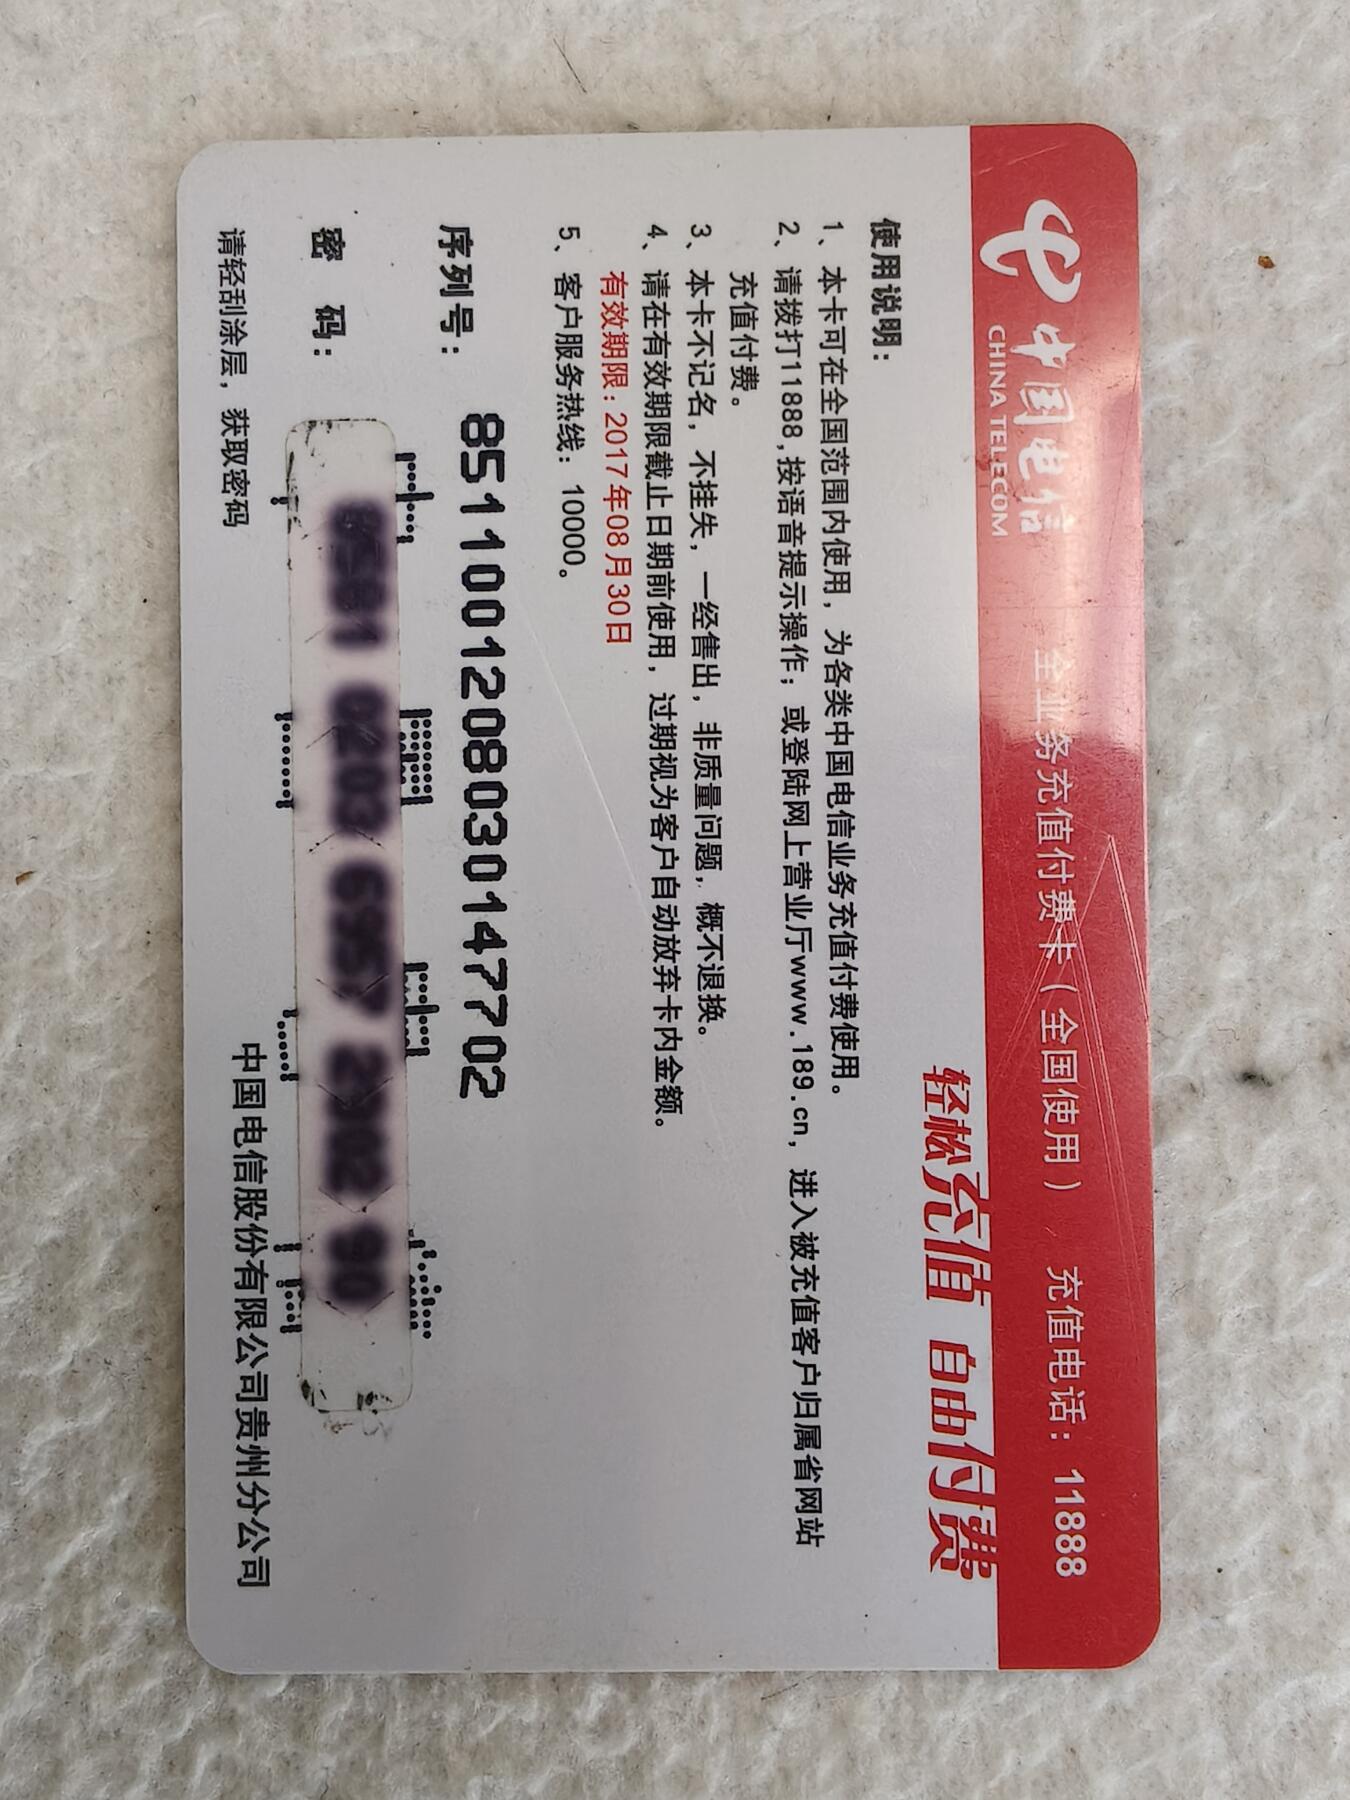 中国电信
CHINA TELECOM
全业务充值付费卡（全国使用）
充值电话：11888
轻松充值 自由付费
使用说明：
1、本卡可在全国范围内使用，为各类中国电信业务充值付费使用。
2、请拨打11888,按语音提示操作；或登陆网上营业厅www.189.cn，进入被充值客户归属省网站
充值付费。
3、本卡不记名，不挂失，一经售出，非质量问题，概不退换。
4、请在有效期限截止日期前使用，过期视为客户自动放弃卡内金额。
有效期限：2017年08月30日
5、客户服务热线：10000。
序列号：8511001208030147702
密 码：
请轻刮涂层，获取密码
中国电信股份有限公司贵州分公司